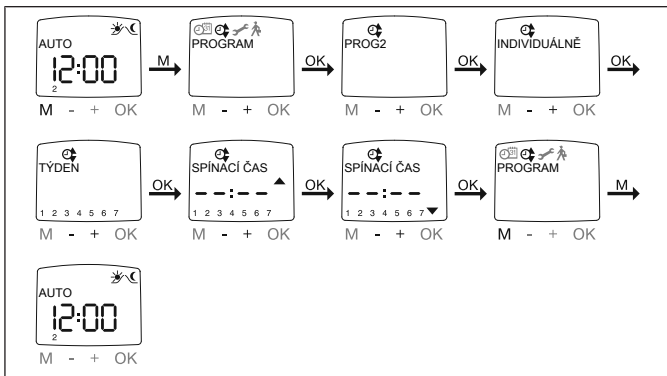 AUTO
12:00
2
M - + OK
M
31
PROGRAM
M - + OK
OK
PROG2
M - + OK
OK
INDIVIDUÁLNĚ
M - + OK
OK
TÝDEN
1 2 3 4 5 6 7
M - + OK
OK
SPÍNACÍ ČAS
--:--
1 2 3 4 5 6 7
M - + OK
OK
SPÍNACÍ ČAS
--:--
1 2 3 4 5 6 7
M - + OK
OK
31
PROGRAM
M - + OK
M
AUTO
12:00
2
M - + OK